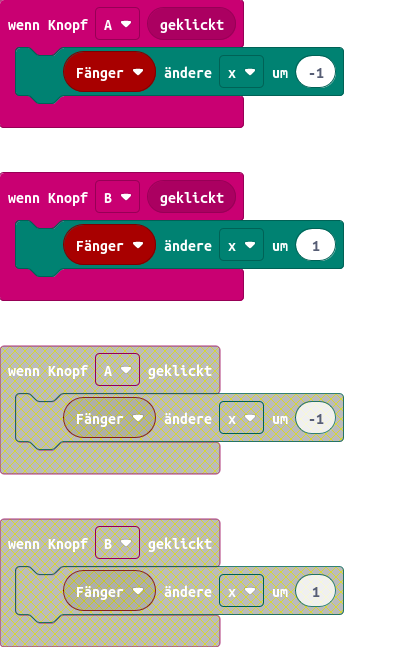 wenn Knopf A geklickt
Fänger ändere x um -1
wenn Knopf B geklickt
Fänger ändere x um 1
wenn Knopf A geklickt
Fänger ändere x um -1
wenn Knopf B geklickt
Fänger ändere x um 1